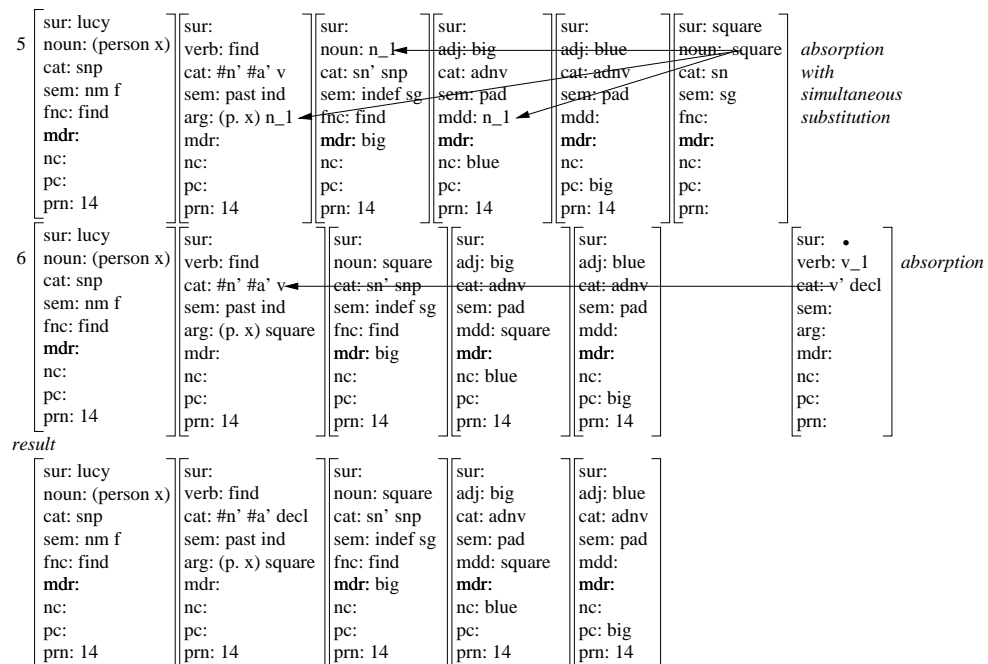 5
sur: lucy
noun: (person x)
cat: snp
sem: nm f
fnc: find
mdr:
nc:
pc:
prn: 14
sur:
verb: find
cat: #n’ #a’ v
sem: past ind
arg: (p. x) n_1
mdr:
nc:
pc:
prn: 14
sur:
noun: n_1
cat: sn’ snp
sem: indef sg
fnc: find
mdr: big
nc:
pc:
prn: 14
sur:
adj: big
cat: adnv
sem: pad
mdd: n_1
mdr:
nc: blue
pc:
prn: 14
sur:
adj: blue
cat: adnv
sem: pad
mdd:
mdr:
nc:
pc: big
prn: 14
sur: square
noun: square
cat: sn
sem: sg
fnc:
mdr:
nc:
pc:
prn:
absorption
with
simultaneous
substitution
6
sur: lucy
noun: (person x)
cat: snp
sem: nm f
fnc: find
mdr:
nc:
pc:
prn: 14
sur:
verb: find
cat: #n’ #a’ v
sem: past ind
arg: (p. x) square
mdr:
nc:
pc:
prn: 14
sur:
noun: square
cat: sn’ snp
sem: indef sg
fnc: find
mdr: big
nc:
pc:
prn: 14
sur:
adj: big
cat: adnv
sem: pad
mdd: square
mdr:
nc: blue
pc:
prn: 14
sur:
adj: blue
cat: adnv
sem: pad
mdd:
mdr:
nc:
pc: big
prn: 14
sur: •
verb: v_1
cat: v’ decl
sem:
arg:
mdr:
nc:
pc:
prn:
absorption
result
sur: lucy
noun: (person x)
cat: snp
sem: nm f
fnc: find
mdr:
nc:
pc:
prn: 14
sur:
verb: find
cat: #n’ #a’ decl
sem: past ind
arg: (p. x) square
mdr:
nc:
pc:
prn: 14
sur:
noun: square
cat: sn’ snp
sem: indef sg
fnc: find
mdr: big
nc:
pc:
prn: 14
sur:
adj: big
cat: adnv
sem: pad
mdd: square
mdr:
nc: blue
pc:
prn: 14
sur:
adj: blue
cat: adnv
sem: pad
mdd:
mdr:
nc:
pc: big
prn: 14